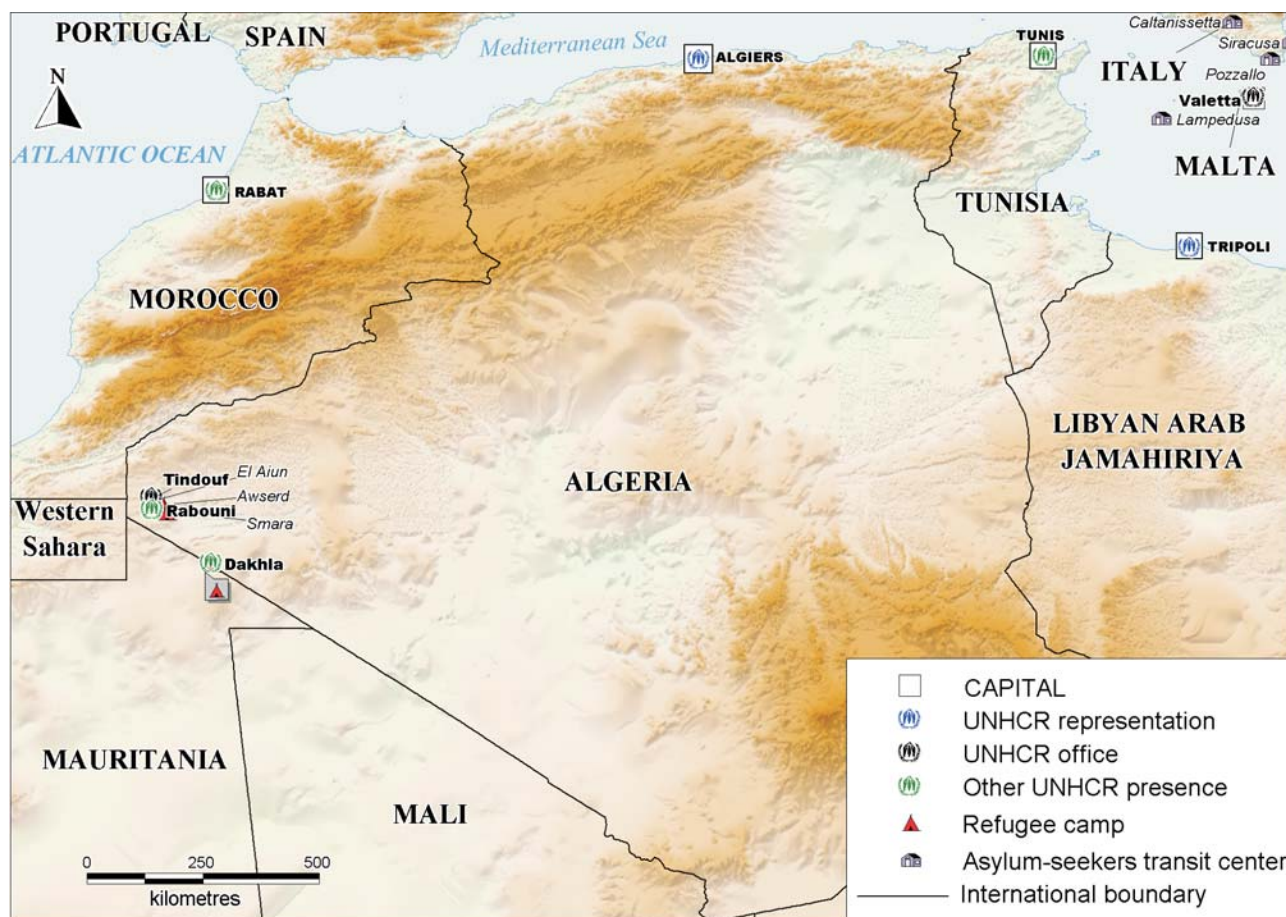 PORTUGAL
SPAIN
Mediterranean Sea
ALGIERS
TUNIS
Caltanissetta
Siracusa
ITALY
Pozzallo
Valetta
Lampedusa
MALTA
N
ATLANTIC OCEAN
RABAT
TUNISIA
TRIPOLI
MOROCCO
LIBYAN ARAB
JAMAHIRIYA
ALGERIA
Tindouf
El Aiun
Rabouni
Awserd
Smara
Western
Sahara
Dakhla
MAURITANIA
MALI
0 250 500
kilometres
CAPITAL
UNHCR representation
UNHCR office
Other UNHCR presence
Refugee camp
Asylum-seekers transit center
International boundary